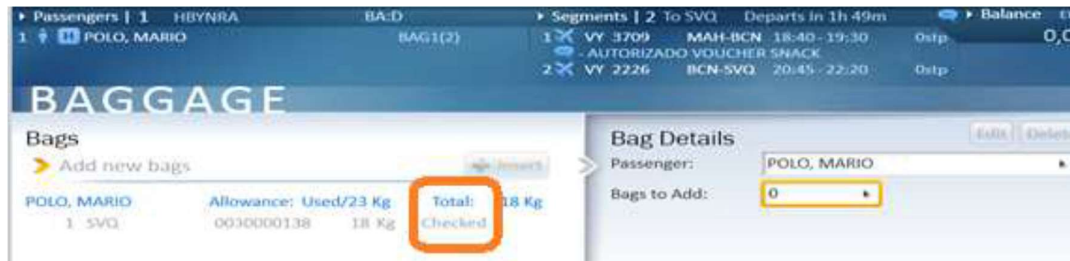 Passengers | 1 HBYNRA BA:D Segments | 2 To SVQ Departs in 1h 49m Balance
1 POLO, MARIO BAG1(2) 1 VY 3709 MAH-BCN 18:40-19:30 0stp 0,0
- AUTORIZADO VOUCHER SNACK
2 VY 2226 BCN-SVQ 20:45-22:20 0stp
BAGGAGE
Bags Bag Details Edit Delete
Add new bags Insert Passenger: POLO, MARIO
POLO, MARIO Allowance: Used/23 Kg Total: 18 Kg Bags to Add: 0
1 SVQ 0030000138 18 Kg Checked